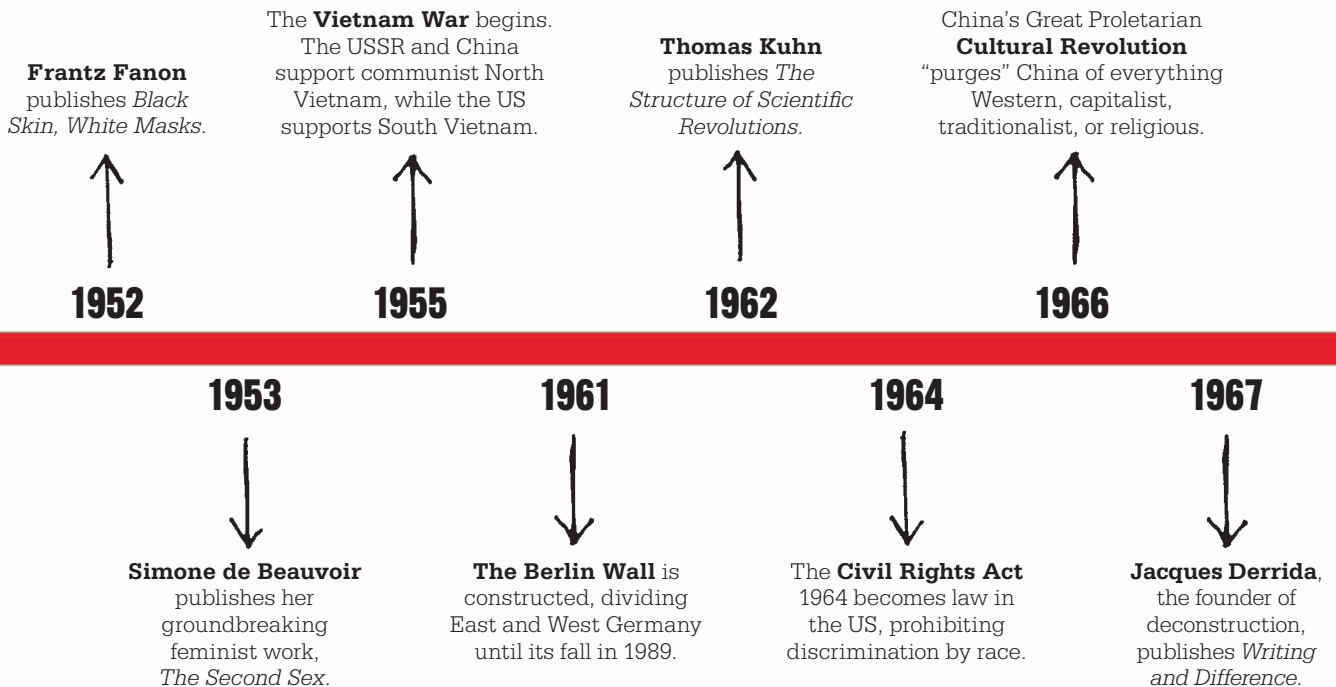 Frantz Fanon
publishes Black
Skin, White Masks.
1952
The Vietnam War begins.
The USSR and China
support communist North
Vietnam, while the US
supports South Vietnam.
1955
Thomas Kuhn
publishes The
Structure of Scientific
Revolutions.
1962
China’s Great Proletarian
Cultural Revolution
“purges” China of everything
Western, capitalist,
traditionalist, or religious.
1966
1953
Simone de Beauvoir
publishes her
groundbreaking
feminist work,
The Second Sex.
1961
The Berlin Wall is
constructed, dividing
East and West Germany
until its fall in 1989.
1964
The Civil Rights Act
1964 becomes law in
the US, prohibiting
discrimination by race.
1967
Jacques Derrida,
the founder of
deconstruction,
publishes Writing
and Difference.